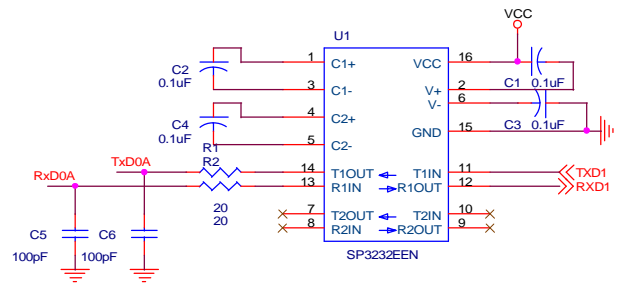 VCC
U1
1 C1+ VCC 16
C2
0.1uF
C1 0.1uF
3 C1- V+ 2
4 C2+ V- 6
C4
0.1uF
C3 0.1uF
5 C2- GND 15
R1
TxD0A
R2
RxD0A
14 T1OUT T1IN 11 TXD1
13 R1IN R1OUT 12 RXD1
20
20
7 T2OUT T2IN 10
8 R2IN R2OUT 9
C5
C6
100pF
100pF
SP3232EEN